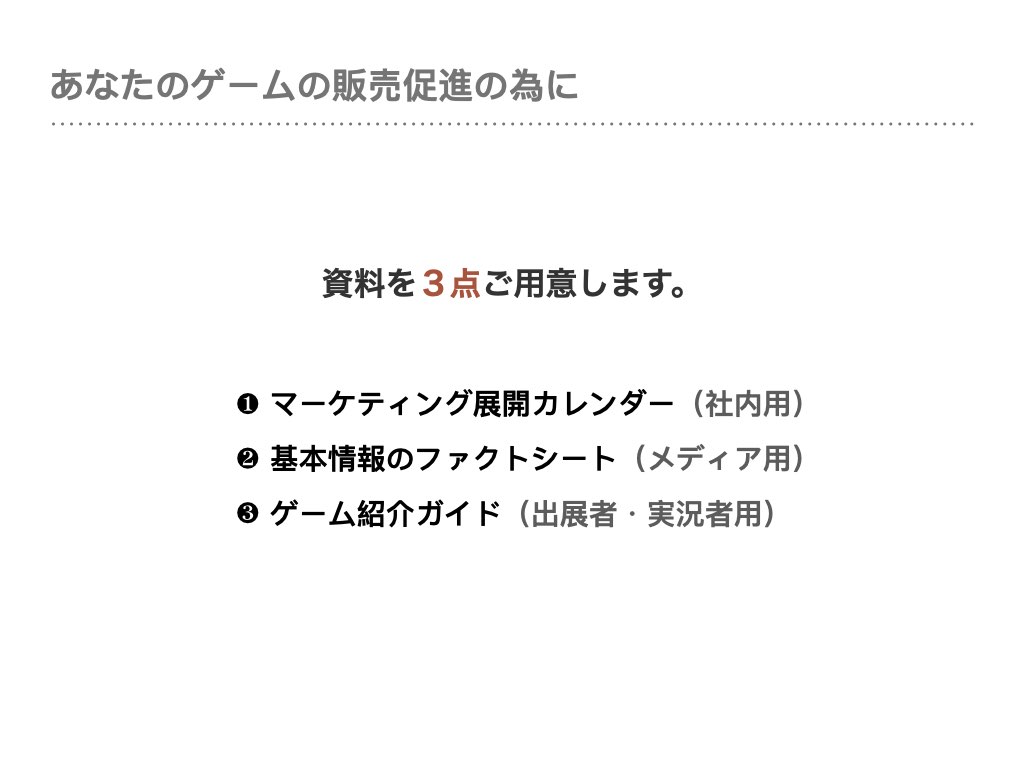 あなたのゲームの販売促進の為に
資料を３点ご用意します。
❶ マーケティング展開カレンダー（社内用）
❷ 基本情報のファクトシート（メディア用）
❸ ゲーム紹介ガイド（出展者・実況者用）